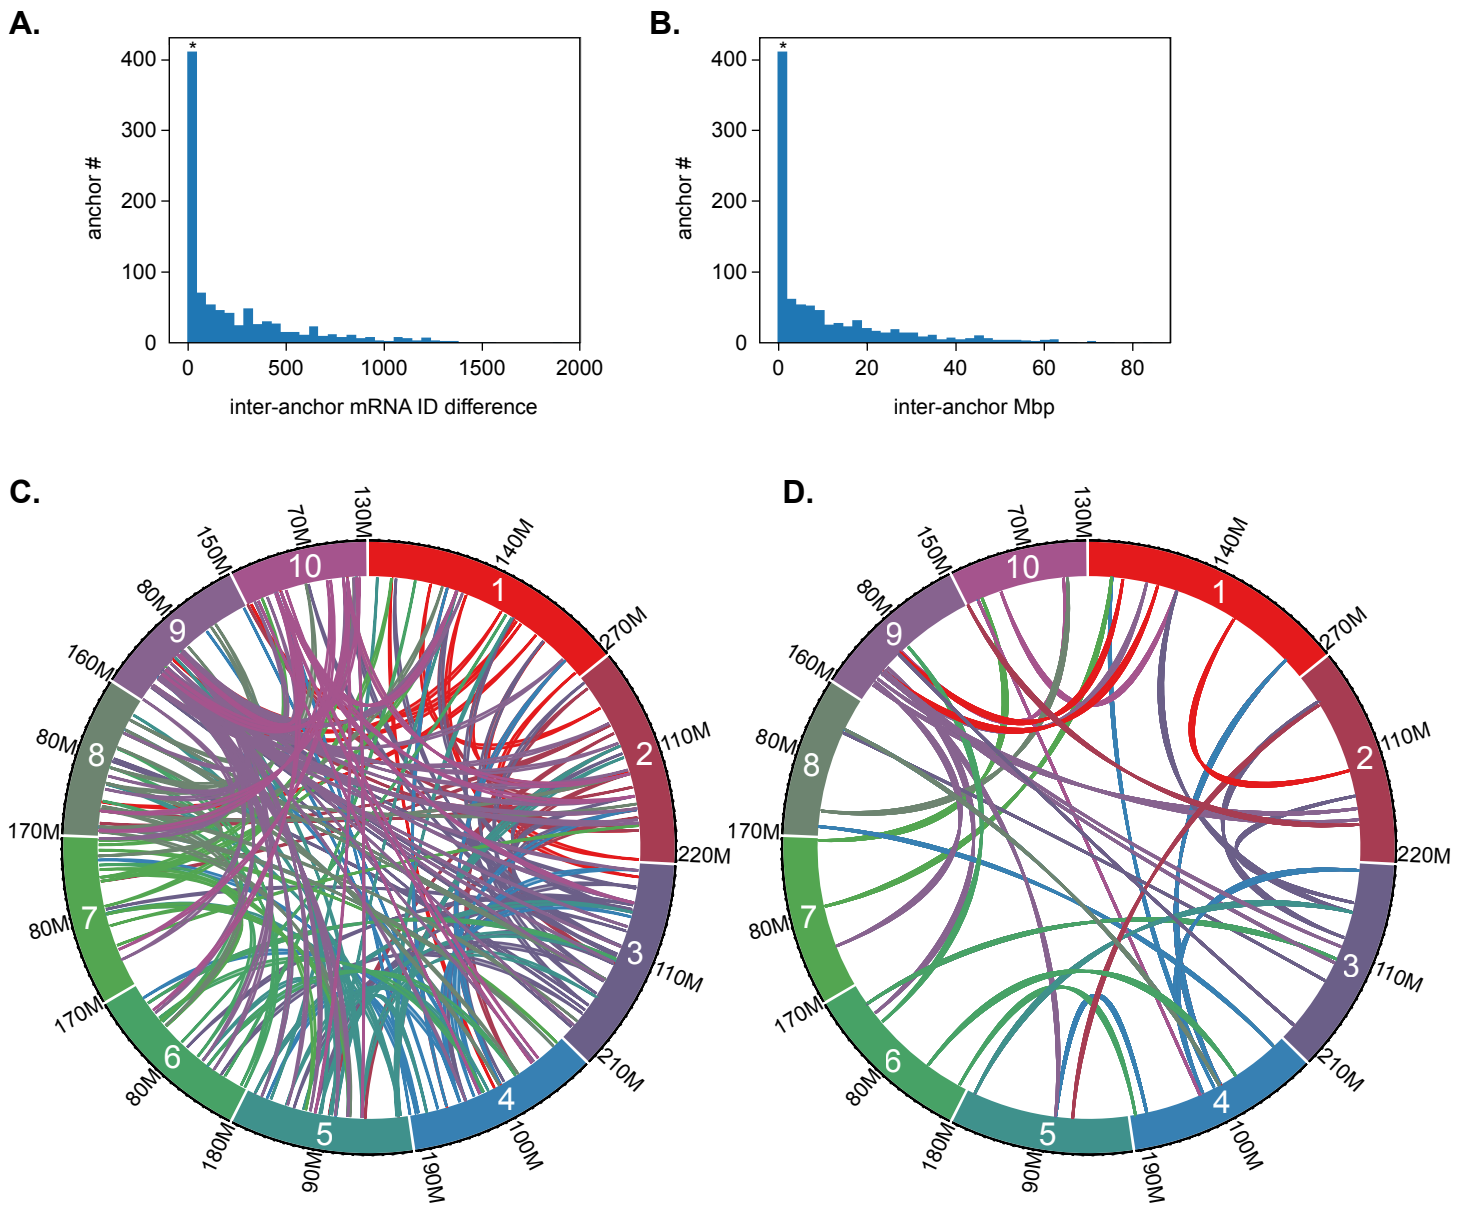 A.
*
400
300
200
100
0
anchor #
0 500 1000 1500 2000
inter-anchor mRNA ID difference
B.
*
400
300
200
100
0
anchor #
0 20 40 60 80
inter-anchor Mbp
C.
130M
1
140M
270M
2
110M
220M
3
110M
210M
4
100M
190M
5
90M
180M
6
80M
170M
7
80M
170M
8
80M
160M
9
80M
150M
10
70M
D.
130M
1
140M
270M
2
110M
220M
3
110M
210M
4
100M
190M
5
90M
180M
6
80M
170M
7
80M
170M
8
80M
160M
9
80M
150M
10
70M